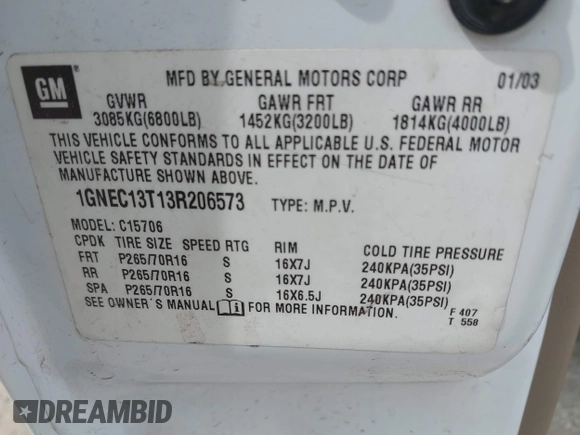 GM
MFD BY GENERAL MOTORS CORP 01/03
GVWR GAWR FRT GAWR RR
3085KG(6800LB) 1452KG(3200LB) 1814KG(4000LB)
THIS VEHICLE CONFORMS TO ALL APPLICABLE U.S. FEDERAL MOTOR
VEHICLE SAFETY STANDARDS IN EFFECT ON THE DATE OF
MANUFACTURE SHOWN ABOVE.
1GNEC13T13R206573 TYPE: M.P.V.
MODEL: C15706
CPDK TIRE SIZE SPEED RTG RIM COLD TIRE PRESSURE
FRT P265/70R16 S 16X7J 240KPA(35PSI)
RR P265/70R16 S 16X7J 240KPA(35PSI)
SPA P265/70R16 S 16X6.5J 240KPA(35PSI)
SEE OWNER'S MANUAL FOR MORE INFORMATION.
F 407
T 558
DREAMBID